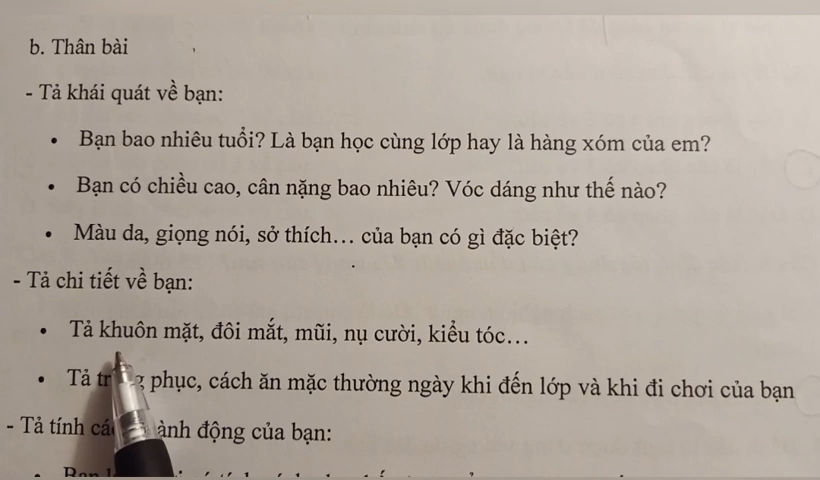 b. Thân bài
- Tả khái quát về bạn:
• Bạn bao nhiêu tuổi? Là bạn học cùng lớp hay là hàng xóm của em?
• Bạn có chiều cao, cân nặng bao nhiêu? Vóc dáng như thế nào?
• Màu da, giọng nói, sở thích... của bạn có gì đặc biệt?
- Tả chi tiết về bạn:
• Tả khuôn mặt, đôi mắt, mũi, nụ cười, kiểu tóc...
• Tả phục, cách ăn mặc thường ngày khi đến lớp và khi đi chơi của bạn
- Tả tính động của bạn: